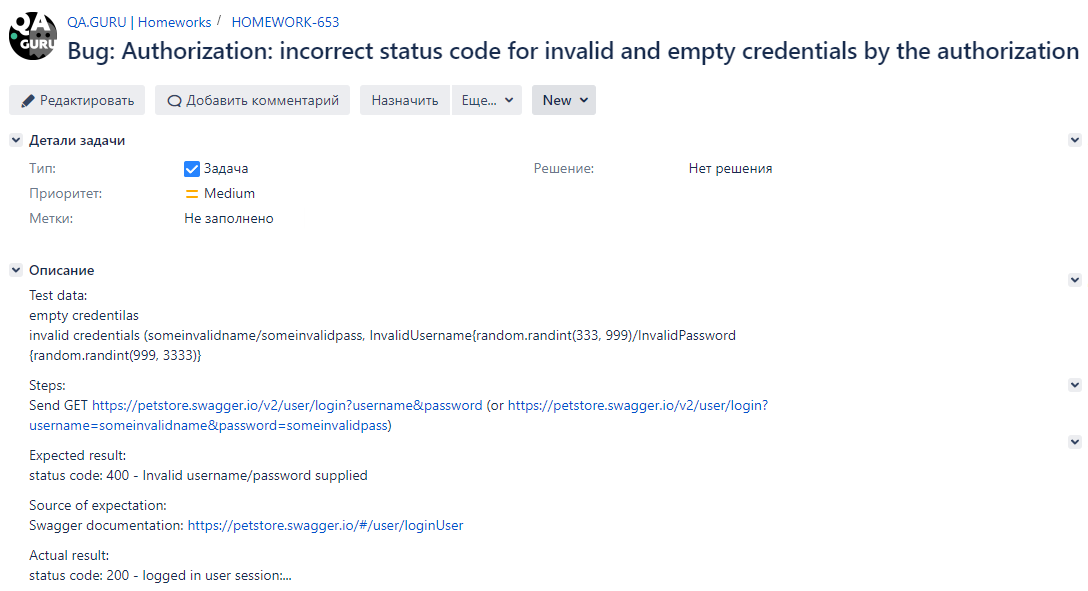 QA
GURU
QA.GURU | Homeworks / HOMEWORK-653
Bug: Authorization: incorrect status code for invalid and empty credentials by the authorization
Редактировать Добавить комментарий Назначить Еще... New
Детали задачи
Тип: Задача Решение: Нет решения
Приоритет: Medium
Метки: Не заполнено
Описание
Test data:
empty credentilas
invalid credentials (someinvalidname/someinvalidpass, InvalidUsername{random.randint(333, 999)/InvalidPassword
{random.randint(999, 3333)}
Steps:
Send GET https://petstore.swagger.io/v2/user/login?username&password (or https://petstore.swagger.io/v2/user/login?
username=someinvalidname&password=someinvalidpass)
Expected result:
status code: 400 - Invalid username/password supplied
Source of expectation:
Swagger documentation: https://petstore.swagger.io/#/user/loginUser
Actual result:
status code: 200 - logged in user session:...